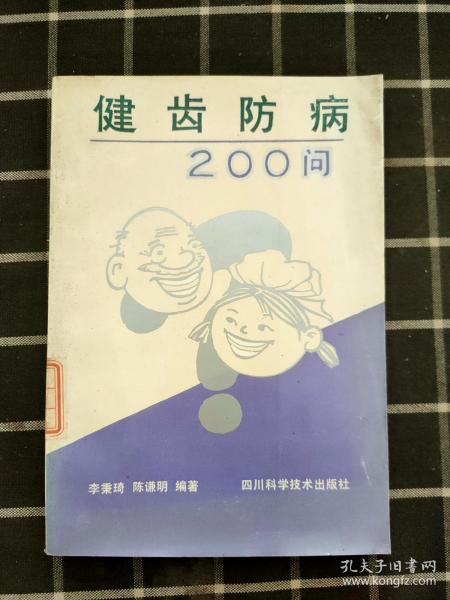 健齿防病
200问
李秉琦 陈谦明 编著 四川科学技术出版社
孔夫子旧书网
www.kongfz.com